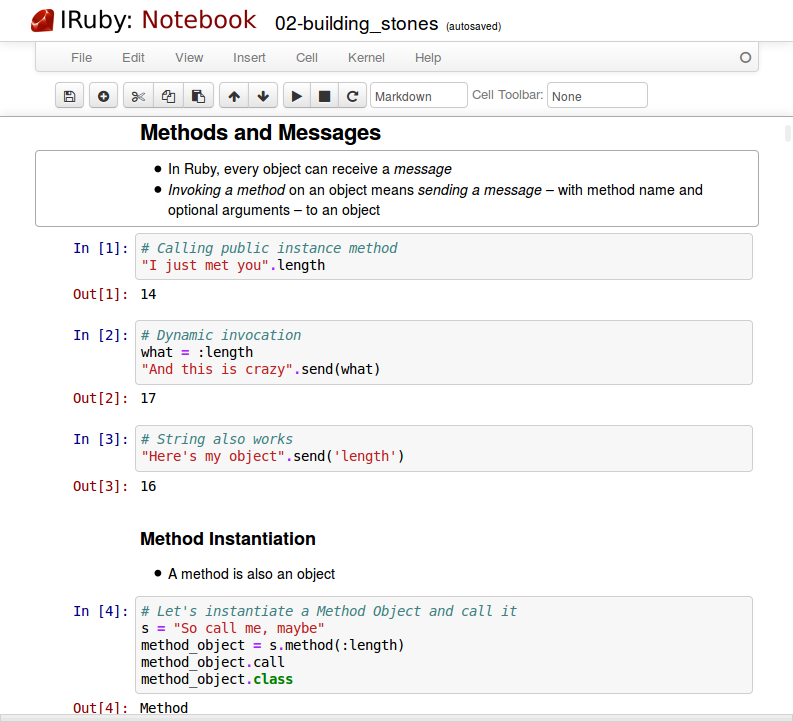 IRuby: Notebook 02-building_stones (autosaved)
File Edit View Insert Cell Kernel Help
Markdown Cell Toolbar: None
Methods and Messages
● In Ruby, every object can receive a message
● Invoking a method on an object means sending a message – with method name and
optional arguments – to an object
In [1]: # Calling public instance method
"I just met you".length
Out[1]: 14
In [2]: # Dynamic invocation
what = :length
"And this is crazy".send(what)
Out[2]: 17
In [3]: # String also works
"Here's my object".send('length')
Out[3]: 16
Method Instantiation
● A method is also an object
In [4]: # Let's instantiate a Method Object and call it
s = "So call me, maybe"
method_object = s.method(:length)
method_object.call
method_object.class
Out[4]: Method